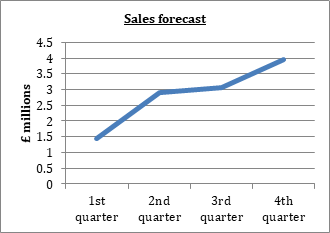 Sales forecast
£ millions
4.5
4
3.5
3
2.5
2
1.5
1
0.5
0
1st quarter
2nd quarter
3rd quarter
4th quarter